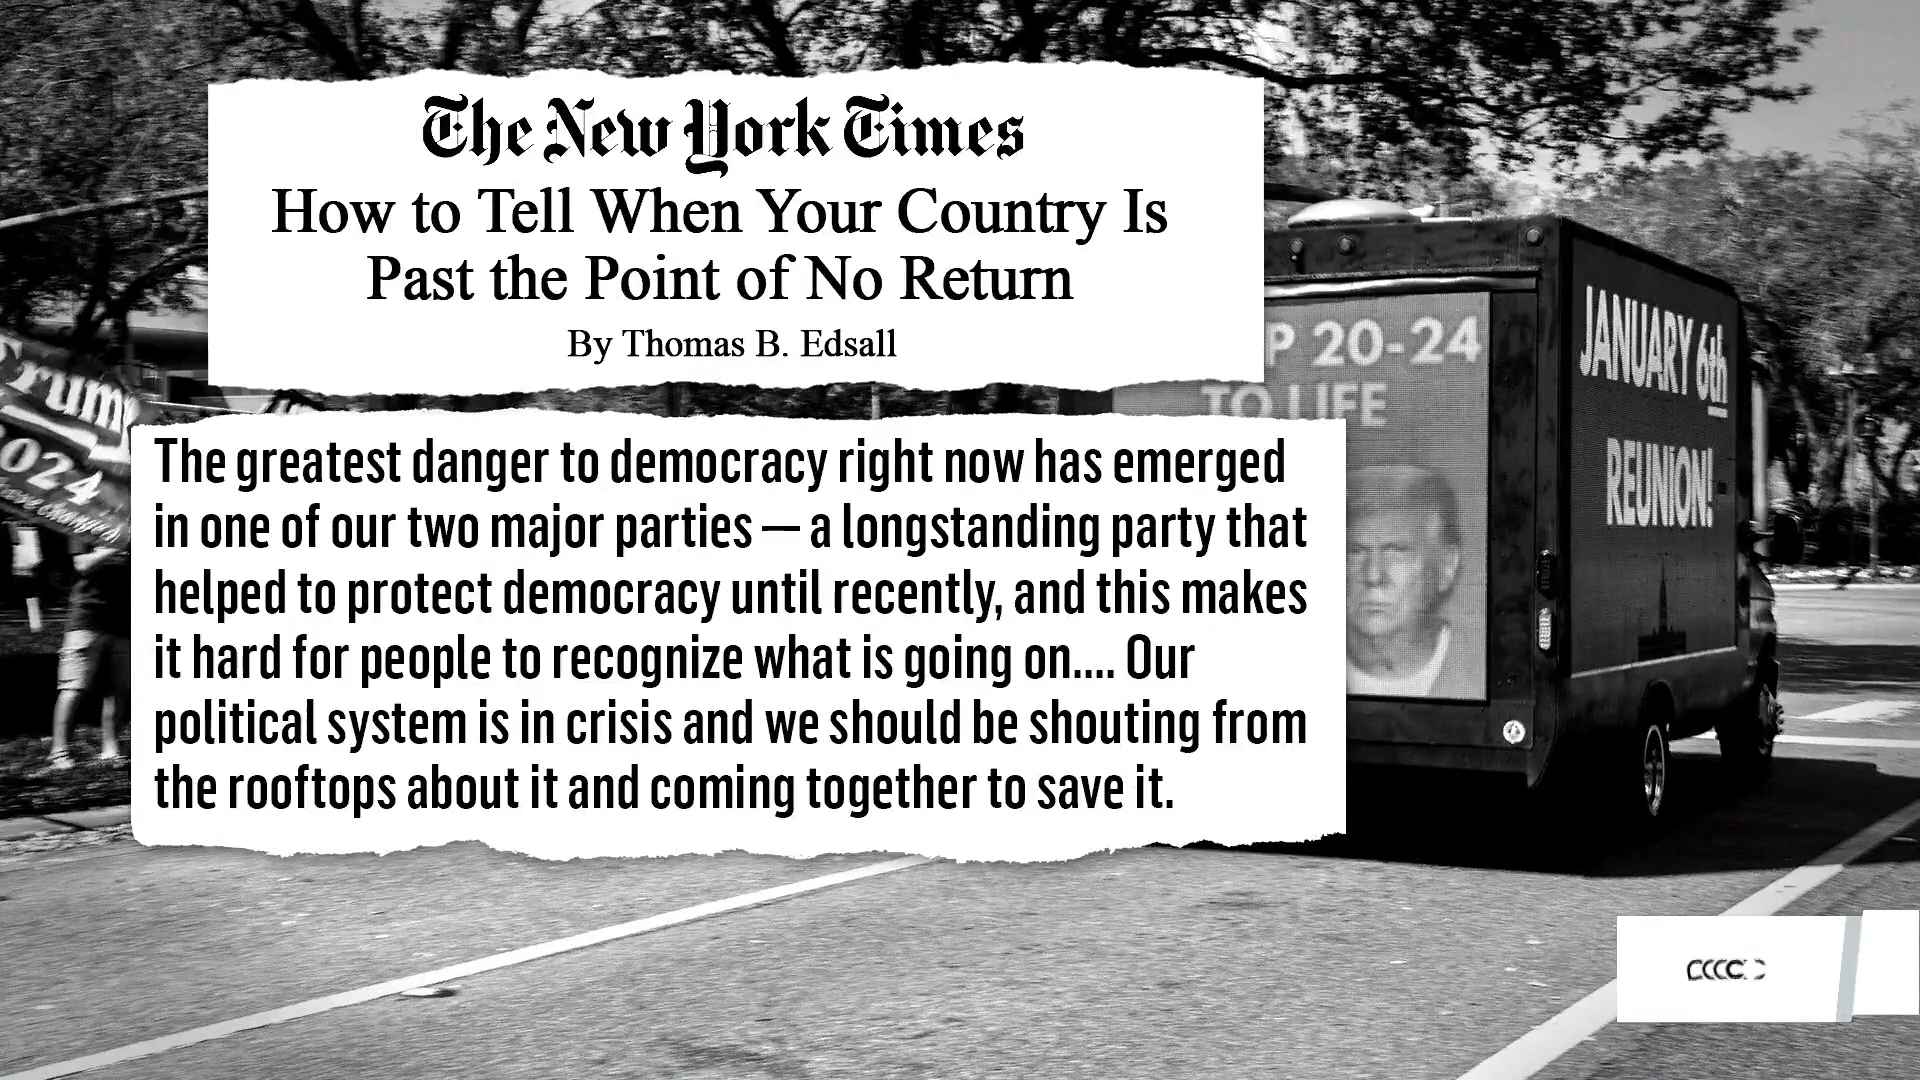 The New York Times
How to Tell When Your Country Is
Past the Point of No Return
By Thomas B. Edsall
P 20-24
TO LIFE
JANUARY 6th
REUNION!
Trump
2024
The greatest danger to democracy right now has emerged
in one of our two major parties — a longstanding party that
helped to protect democracy until recently, and this makes
it hard for people to recognize what is going on.... Our
political system is in crisis and we should be shouting from
the rooftops about it and coming together to save it.